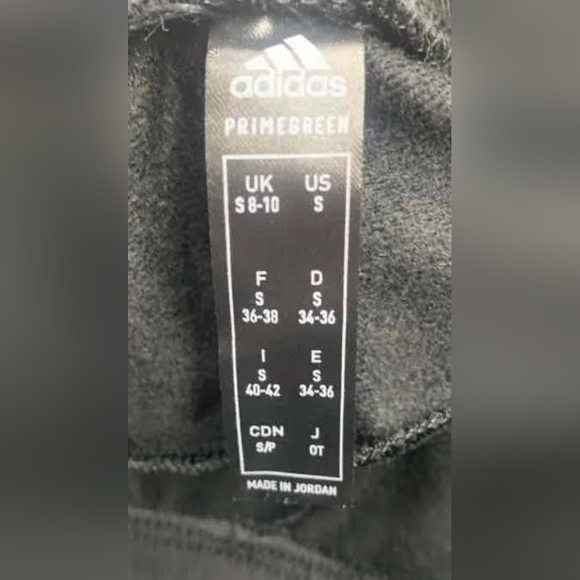 adidas
PRIMEGREEN
UK US
S 8-10 S
F D
S S
36-38 34-36
I E
S S
40-42 34-36
CDN J
S/P OT
MADE IN JORDAN